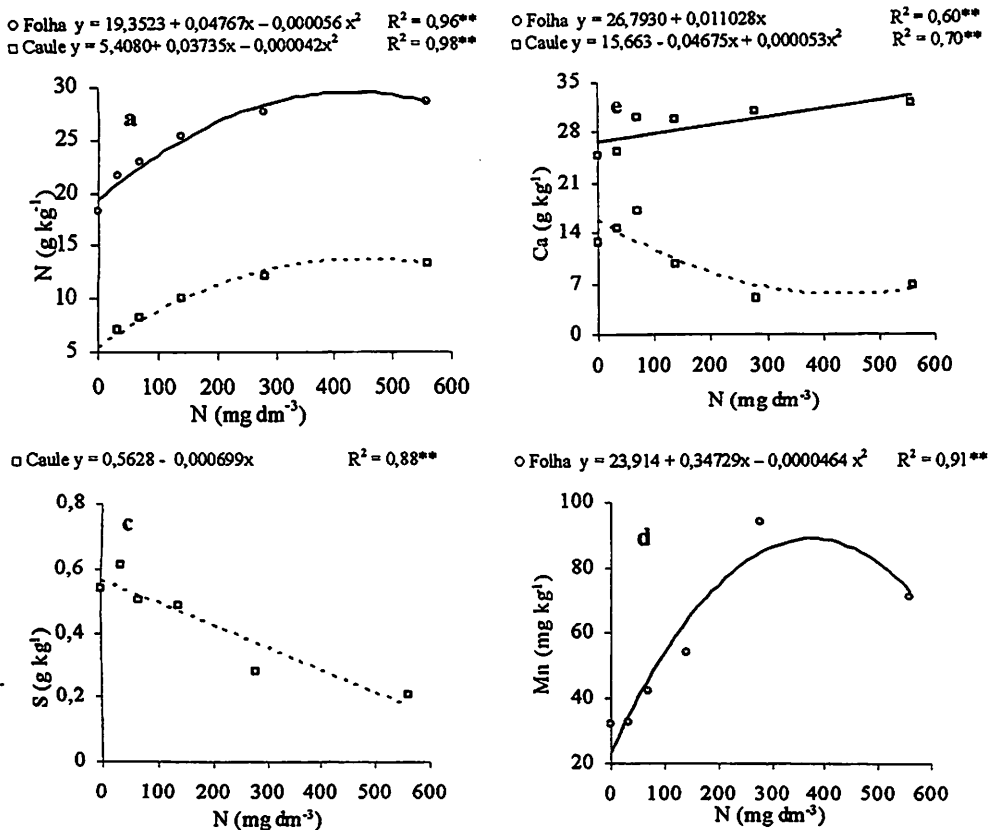 Folha y = 19,3523 + 0,04767x – 0,000056 x² R² = 0,96**
Caule y = 5,4080+ 0,03735x – 0,000042x² R² = 0,98**
a
30
25
20
15
10
5
N (g kg⁻¹)
0 100 200 300 400 500 600
N (mg dm⁻³)
Folha y = 26,7930 + 0,011028x R² = 0,60**
Caule y = 15,663 - 0,04675x + 0,000053x² R² = 0,70**
e
35
28
21
14
7
0
Ca (g kg⁻¹)
0 100 200 300 400 500 600
N (mg dm⁻³)
Caule y = 0,5628 - 0,000699x R² = 0,88**
c
0,8
0,6
0,4
0,2
0
S (g kg¹)
0 100 200 300 400 500 600
N (mg dm⁻³)
Folha y = 23,914 + 0,34729x – 0,0000464 x² R² = 0,91**
d
100
80
60
40
20
Mn (mg kg¹)
0 100 200 300 400 500 600
N (mg dm⁻³)